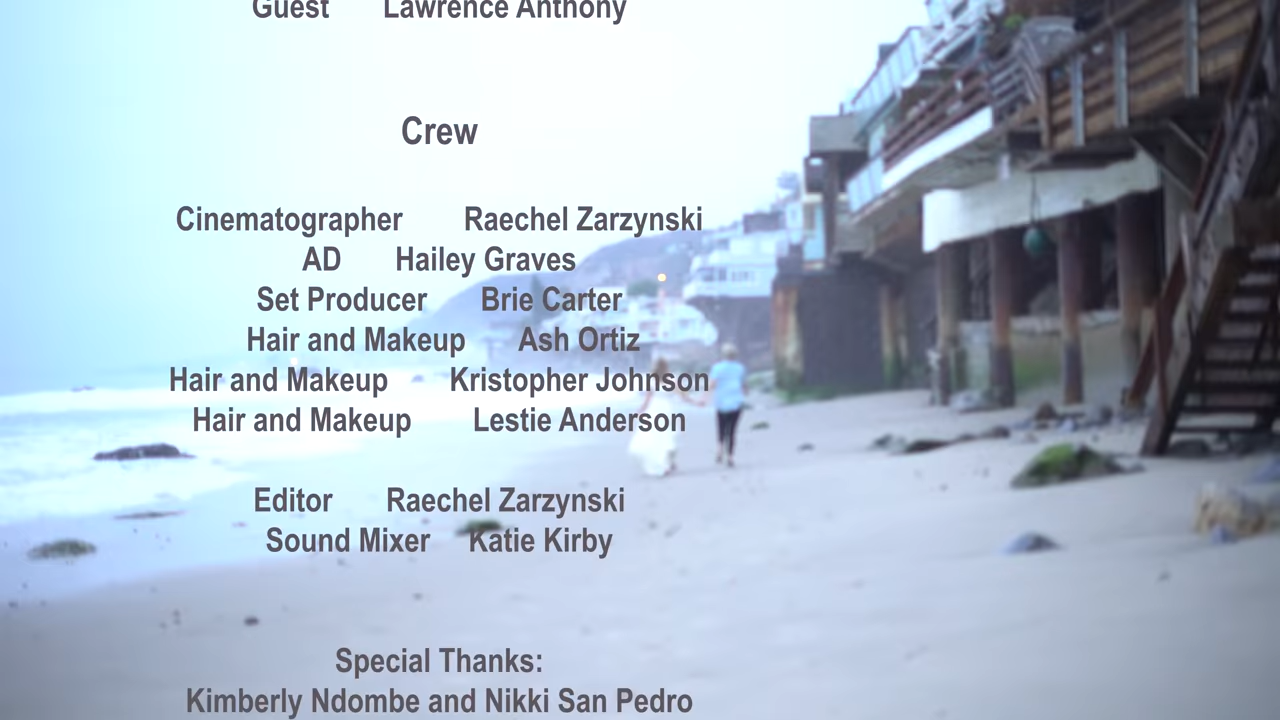 Guest Lawrence Anthony
Crew
Cinematographer Raechel Zarzynski
AD Hailey Graves
Set Producer Brie Carter
Hair and Makeup Ash Ortiz
Hair and Makeup Kristopher Johnson
Hair and Makeup Lestie Anderson
Editor Raechel Zarzynski
Sound Mixer Katie Kirby
Special Thanks:
Kimberly Ndombe and Nikki San Pedro